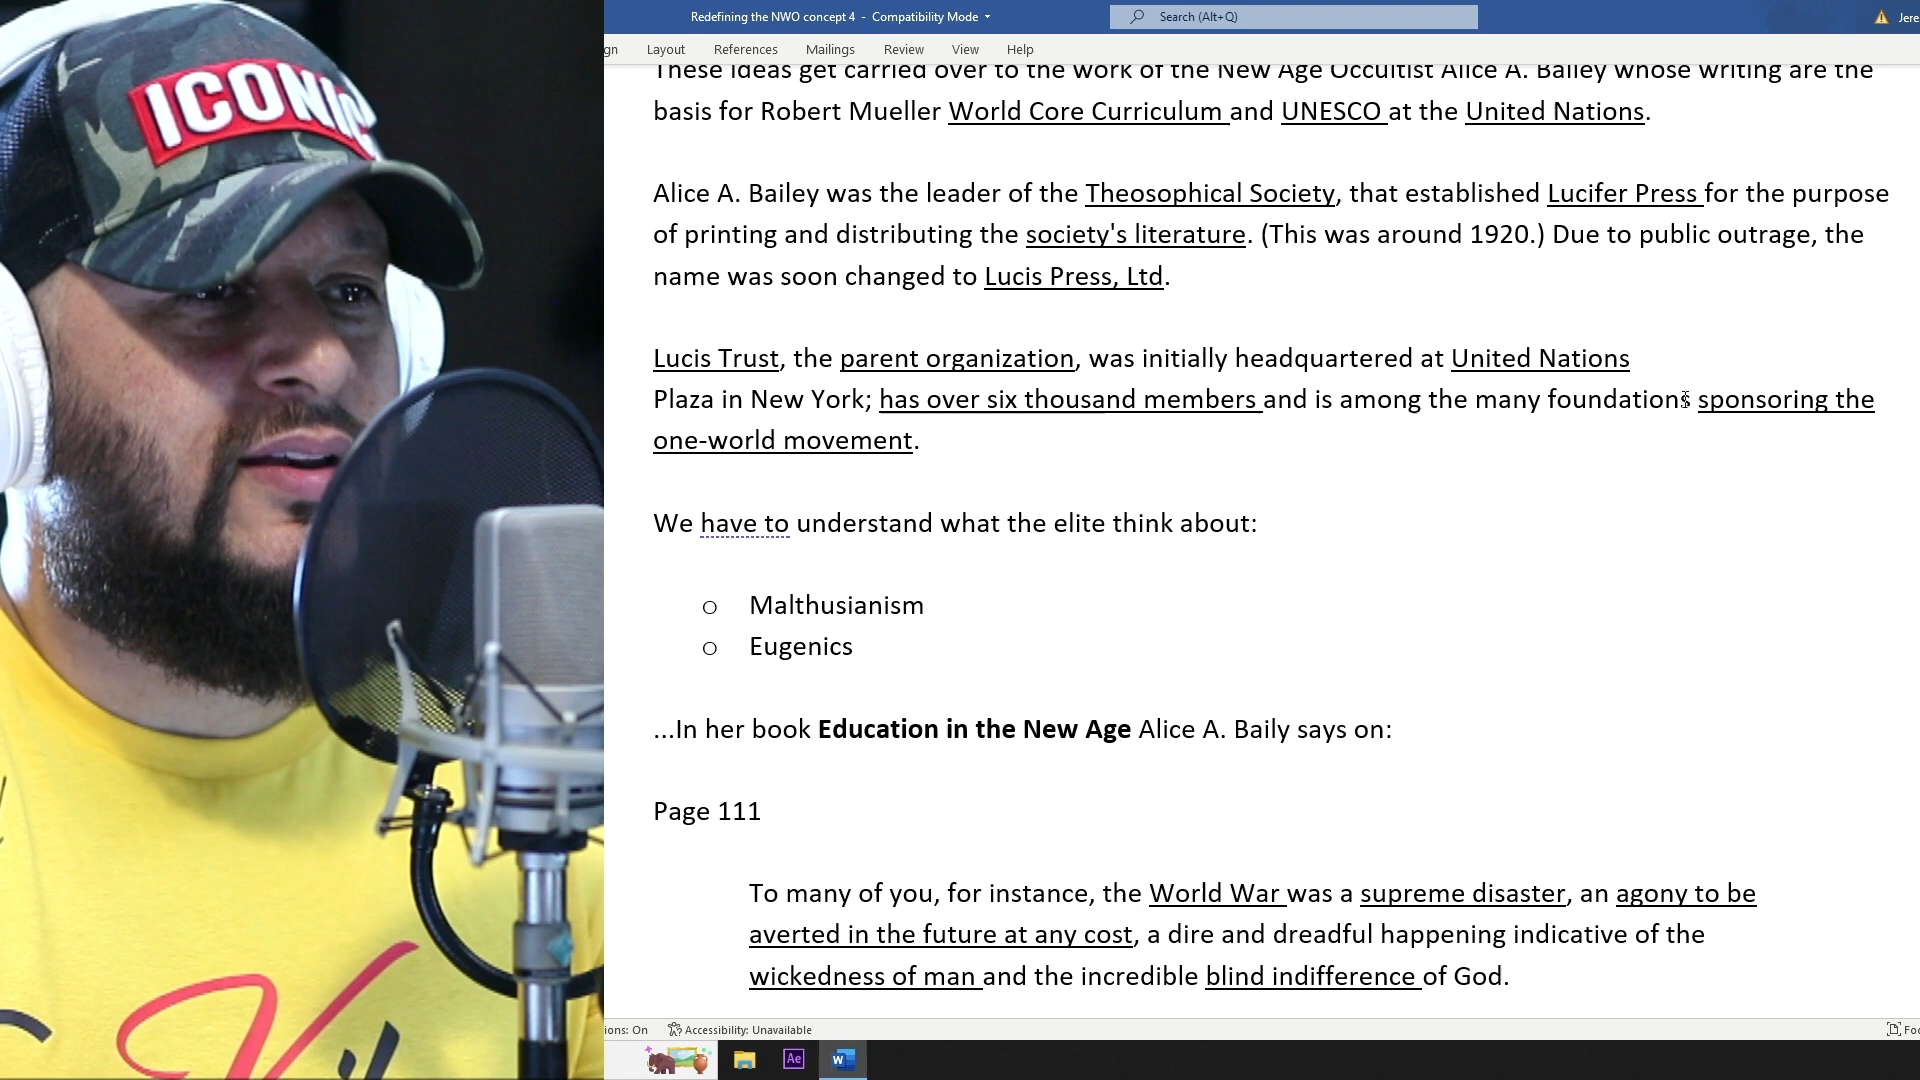 Redefining the NWO concept 4 - Compatibility Mode
Search (Alt+Q)
Jere
gn Layout References Mailings Review View Help
These ideas get carried over to the work of the New Age Occultist Alice A. Bailey whose writing are the
basis for Robert Mueller World Core Curriculum and UNESCO at the United Nations.
Alice A. Bailey was the leader of the Theosophical Society, that established Lucifer Press for the purpose
of printing and distributing the society's literature. (This was around 1920.) Due to public outrage, the
name was soon changed to Lucis Press, Ltd.
Lucis Trust, the parent organization, was initially headquartered at United Nations
Plaza in New York; has over six thousand members and is among the many foundations sponsoring the
one-world movement.
We have to understand what the elite think about:
o Malthusianism
o Eugenics
...In her book Education in the New Age Alice A. Baily says on:
Page 111
To many of you, for instance, the World War was a supreme disaster, an agony to be
averted in the future at any cost, a dire and dreadful happening indicative of the
wickedness of man and the incredible blind indifference of God.
ions: On Accessibility: Unavailable
Foc
Ae
W
ICONIC